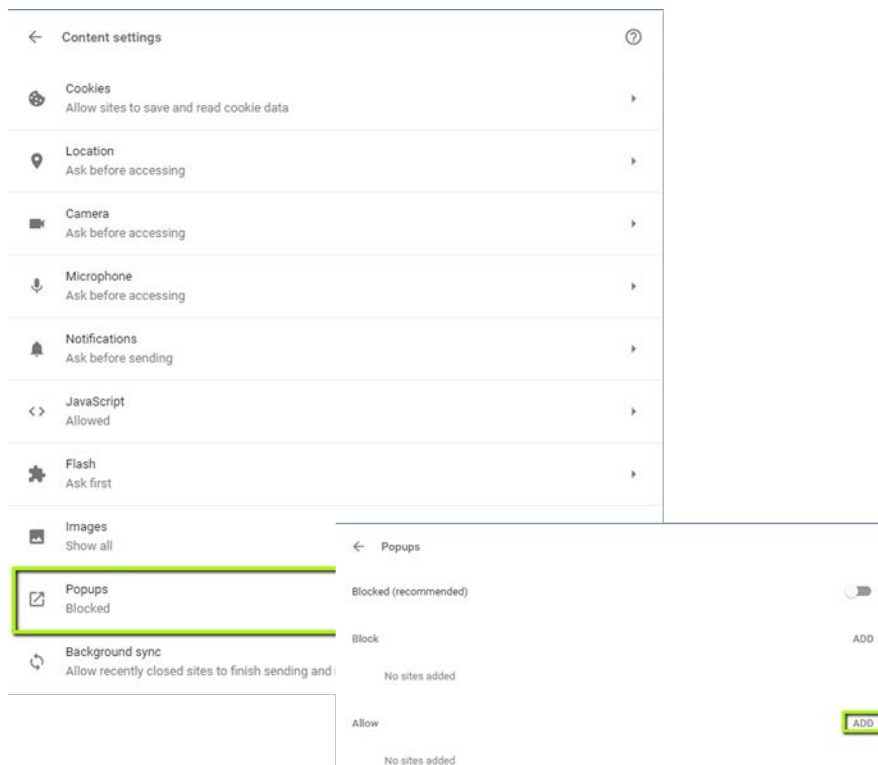 Content settings
Cookies
Allow sites to save and read cookie data
Location
Ask before accessing
Camera
Ask before accessing
Microphone
Ask before accessing
Notifications
Ask before sending
JavaScript
Allowed
Flash
Ask first
Images
Show all
Popups
Blocked
Background sync
Allow recently closed sites to finish sending and
Popups
Blocked (recommended)
Block ADD
No sites added
Allow ADD
No sites added